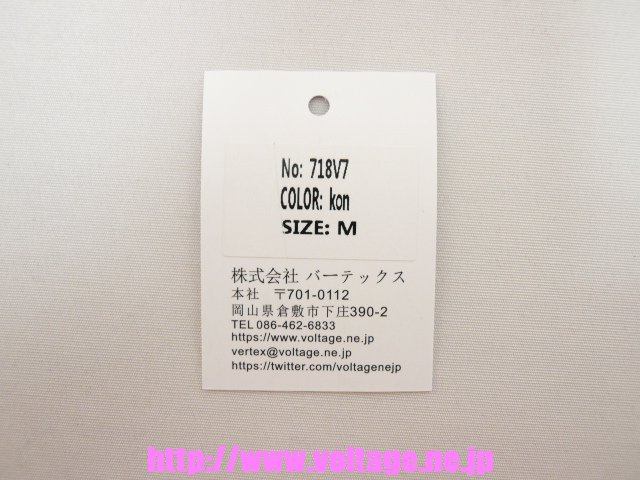 No: 718V7
COLOR: kon
SIZE: M
株式会社 バーテックス
本社 〒701-0112
岡山県倉敷市下庄390-2
TEL 086-462-6833
https://www.voltage.ne.jp
vertex@voltage.ne.jp
https://twitter.com/voltagenejp
http://www.voltage.ne.jp